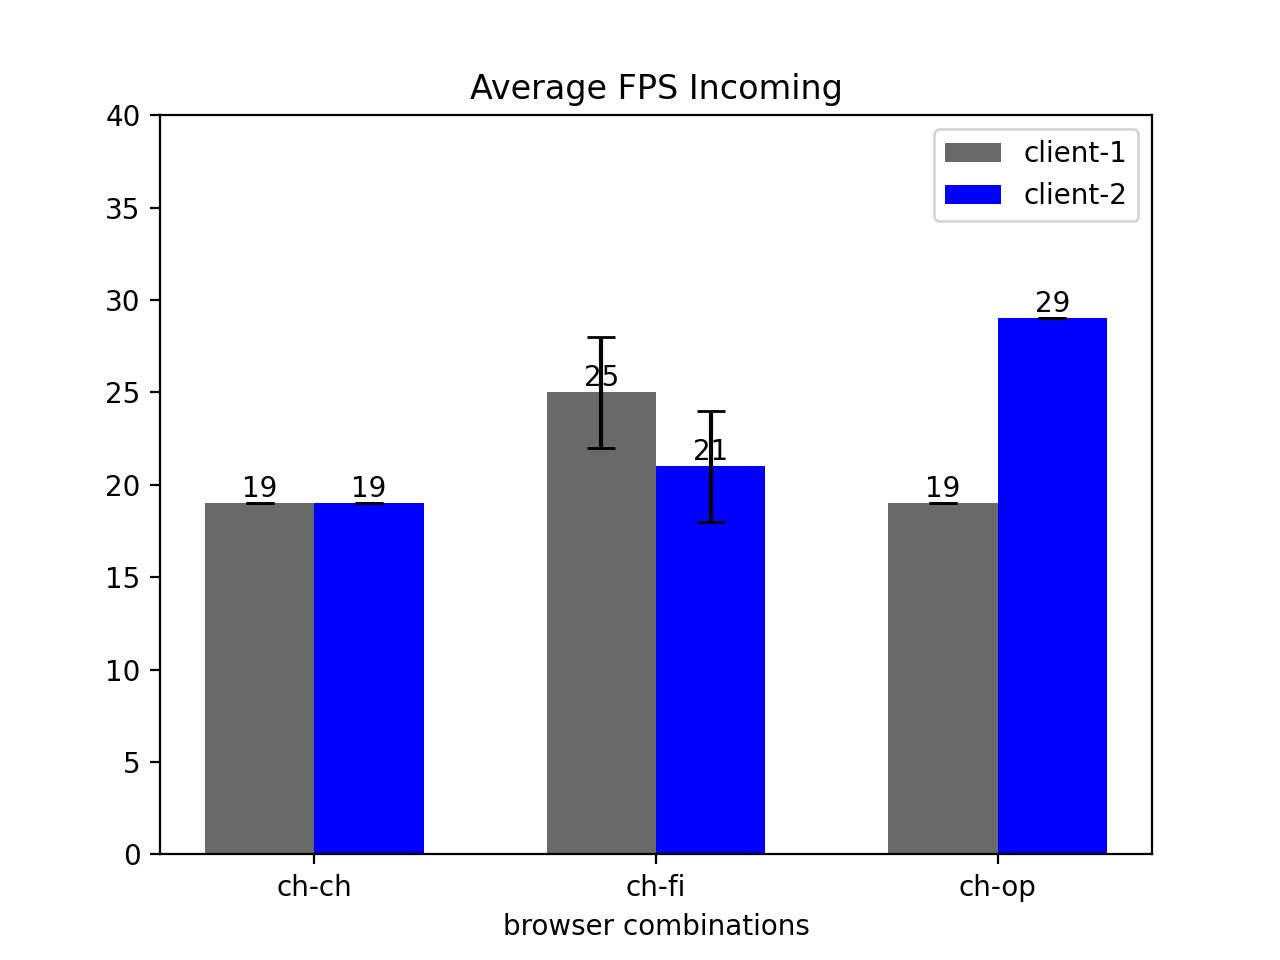 Average FPS Incoming
40
35
30
25
20
15
10
5
0
client-1
client-2
19
19
25
21
19
29
ch-ch
ch-fi
ch-op
browser combinations